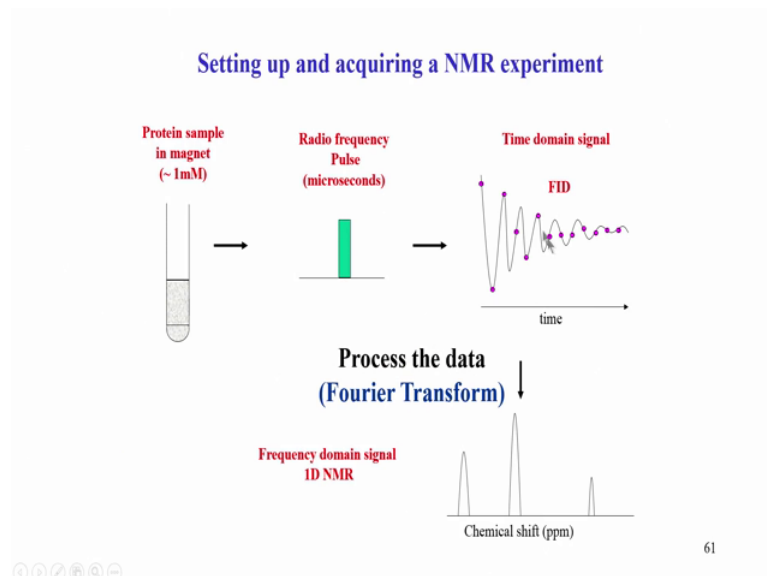 Setting up and acquiring a NMR experiment
Protein sample
in magnet
(~ 1mM)
Radio frequency
Pulse
(microseconds)
Time domain signal
FID
time
Process the data
(Fourier Transform)
Frequency domain signal
1D NMR
Chemical shift (ppm)
61